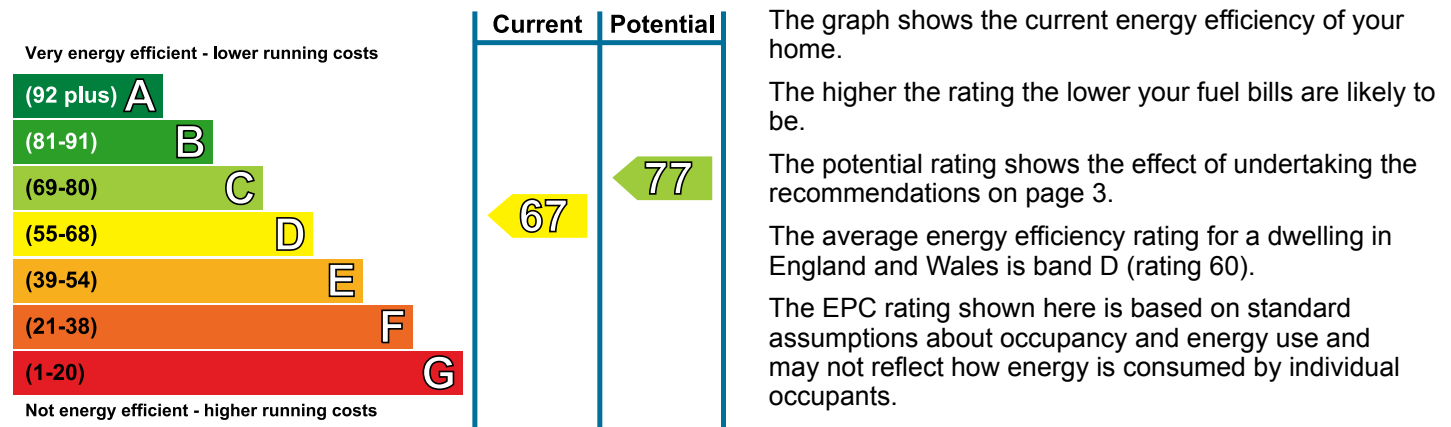 Current Potential
Very energy efficient - lower running costs
(92 plus) A
(81-91) B
(69-80) C
77
(55-68) D
67
(39-54) E
(21-38) F
(1-20) G
Not energy efficient - higher running costs
The graph shows the current energy efficiency of your
home.
The higher the rating the lower your fuel bills are likely to
be.
The potential rating shows the effect of undertaking the
recommendations on page 3.
The average energy efficiency rating for a dwelling in
England and Wales is band D (rating 60).
The EPC rating shown here is based on standard
assumptions about occupancy and energy use and
may not reflect how energy is consumed by individual
occupants.